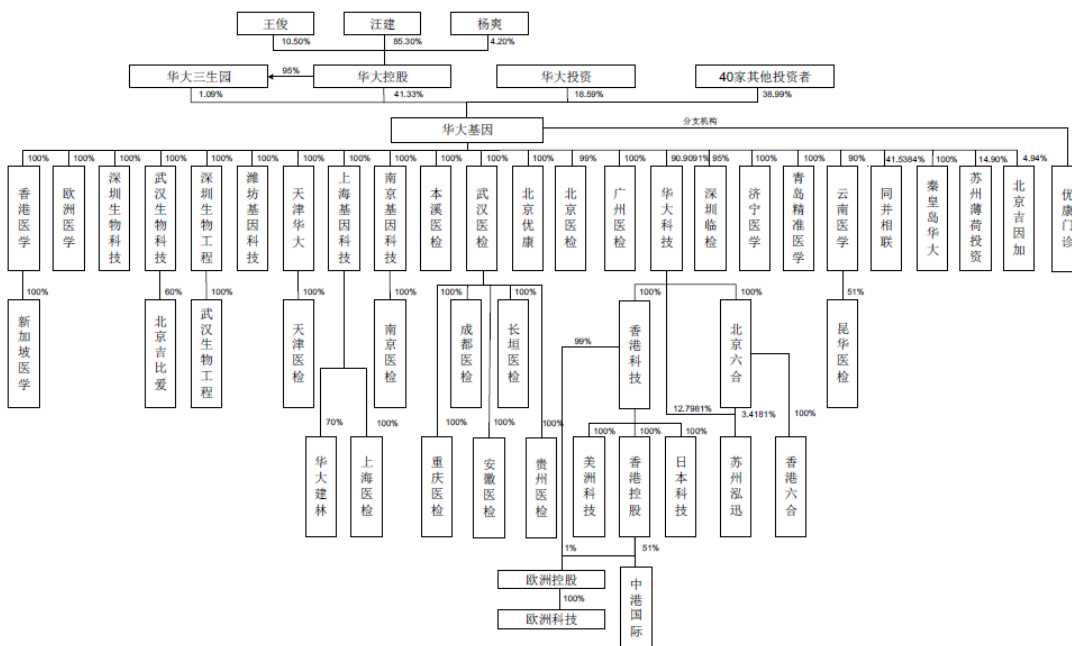 王俊 汪建 杨爽
10.50% 85.30% 4.20%
华大三生园 95% 华大控股 华大投资 40家其他投资者
1.09% 41.33% 18.59% 38.99%
华大基因 分支机构
100% 100% 100% 100% 100% 100% 100% 100% 100% 100% 100% 100% 99% 100% 90.9091% 95% 100% 100% 90% 41.5384% 100% 14.90% 4.94%
香港医学
欧洲医学
深圳生物科技
武汉生物科技
深圳生物工程
潍坊基因科技
天津华大
上海基因科技
南京基因科技
本溪医检
武汉医检
北京优康
北京医检
广州医检
华大科技
深圳临检
济宁医学
青岛精准医学
云南医学
同并相联
秦皇岛华大
苏州薄荷投资
北京吉因加
优康门诊
100% 60% 100% 100% 100% 100% 100% 100% 100% 51%
新加坡医学
北京吉比爱
武汉生物工程
天津医检
南京医检
成都医检
长垣医检
香港科技
北京六合
昆华医检
99%
12.7981% 3.4181% 100%
70% 100% 100% 100% 100% 100% 100% 100%
华大建林
上海医检
重庆医检
安徽医检
贵州医检
美洲科技
香港控股
日本科技
苏州泓迅
香港六合
1% 51%
欧洲控股
100%
欧洲科技
中港国际